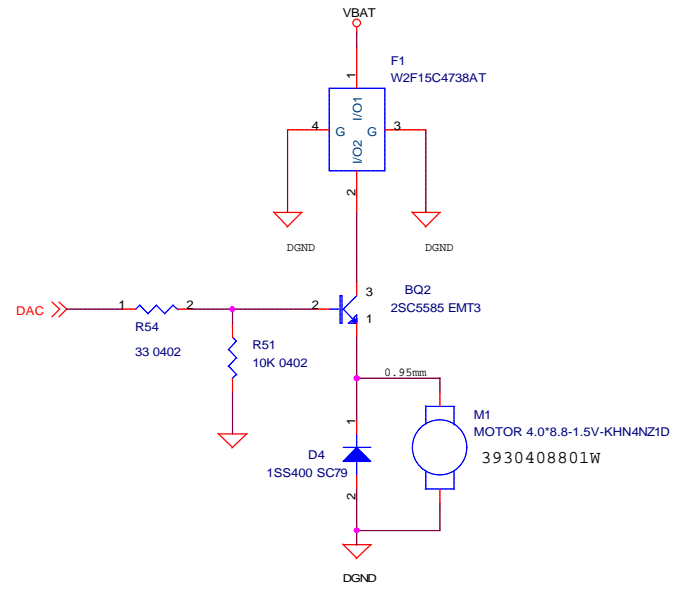 VBAT
F1
W2F15C4738AT
1
I/O1
4
G
G
3
I/O2
2
DGND
DGND
3
BQ2
2SC5585 EMT3
DAC
1
2
2
1
R54
33 0402
R51
10K 0402
0.95mm
1
M1
MOTOR 4.0*8.8-1.5V-KHN4NZ1D
3930408801W
D4
1SS400 SC79
2
DGND